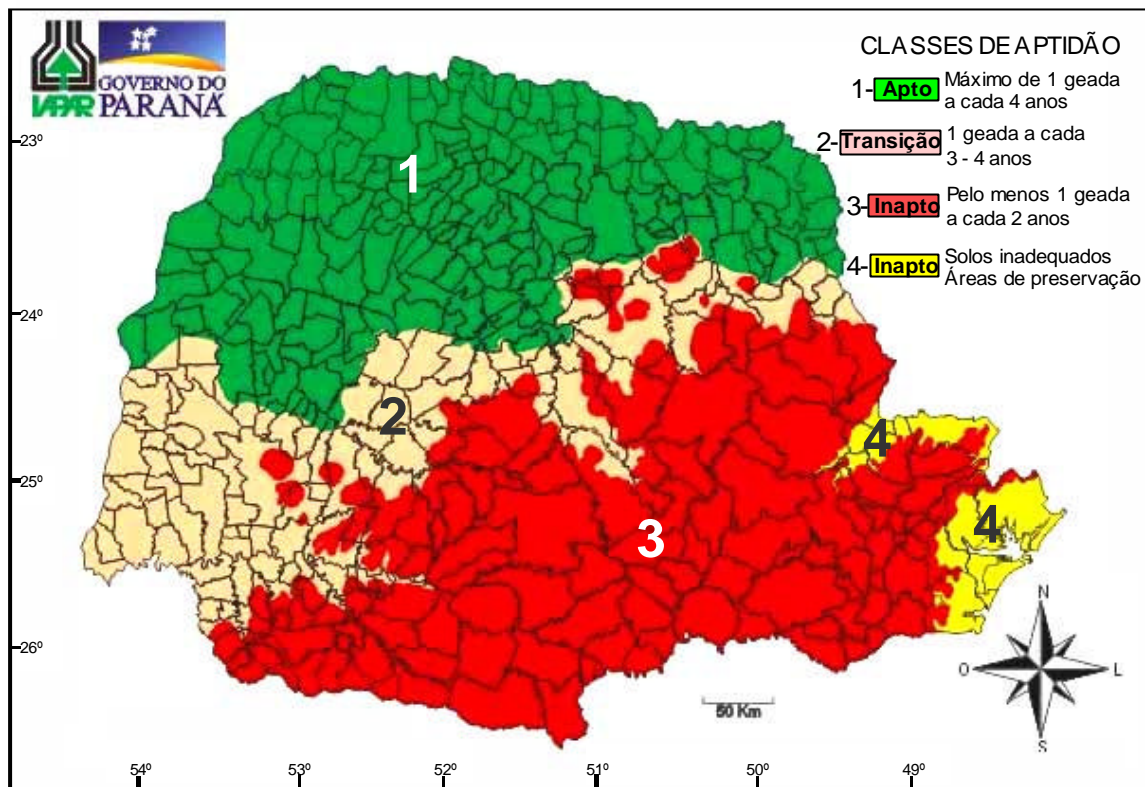 IAPAR
GOVERNO DO
PARANÁ
CLASSES DE APTIDÃO
1- Apto Máximo de 1 geada
a cada 4 anos
2- Transição 1 geada a cada
3 - 4 anos
3- Inapto Pelo menos 1 geada
a cada 2 anos
4- Inapto Solos inadequados
Áreas de preservação
23º
24º
25º
26º
1
2
3
4
4
N
O
L
S
50 Km
54º
53º
52º
51º
50º
49º